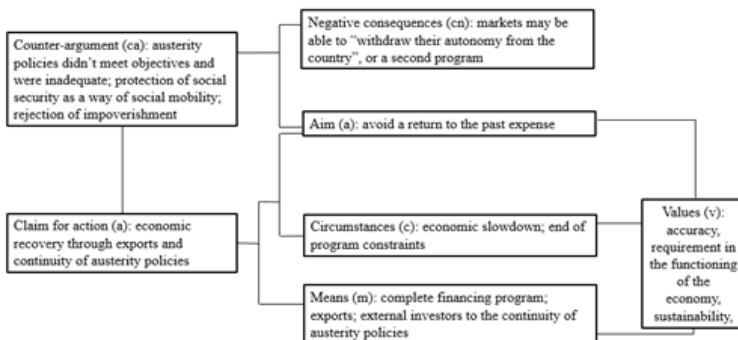 Negative consequences (cn): markets may be
able to “withdraw their autonomy from the
country”, or a second program
Counter-argument (ca): austerity
policies didn’t meet objectives and
were inadequate; protection of social
security as a way of social mobility;
rejection of impoverishment
Aim (a): avoid a return to the past expense
Claim for action (a): economic
recovery through exports and
continuity of austerity policies
Circumstances (c): economic slowdown; end of
program constraints
Means (m): complete financing program;
exports; external investors to the continuity of
austerity policies
Values (v):
accuracy,
requirement in
the functioning
of the
economy,
sustainability,